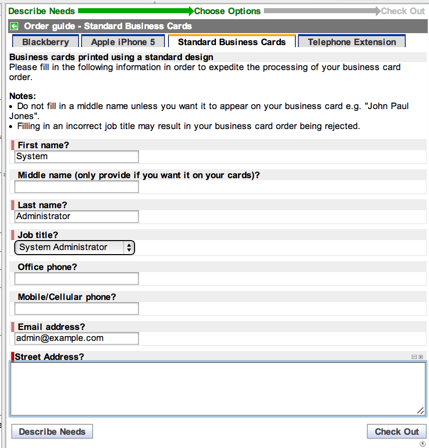 Describe Needs Choose Options Check Out
Order guide - Standard Business Cards
Blackberry Apple iPhone 5 Standard Business Cards Telephone Extension
Business cards printed using a standard design
Please fill in the following information in order to expedite the processing of your business card
order.
Notes:
• Do not fill in a middle name unless you want it to appear on your business card e.g. "John Paul
Jones".
• Filling in an incorrect job title may result in your business card order being rejected.
First name?
System
Middle name (only provide if you want it on your cards)?
Last name?
Administrator
Job title?
System Administrator
Office phone?
Mobile/Cellular phone?
Email address?
admin@example.com
Street Address?
Describe Needs Check Out